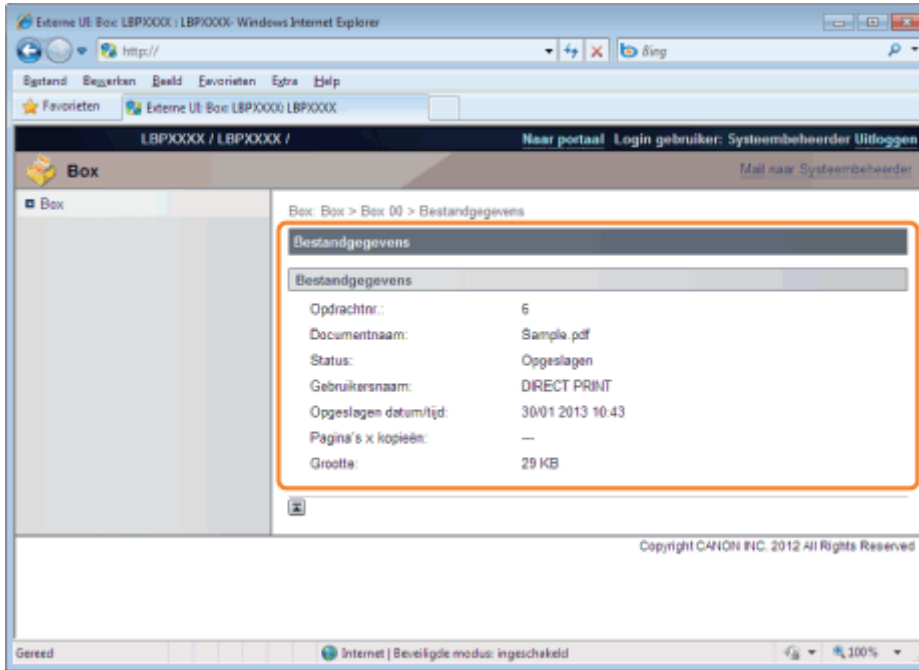 Externe UI: Box: LBPXXXX : LBPXXXX- Windows Internet Explorer
http://
Bing
Bestand Bewerken Beeld Favorieten Extra Help
Favorieten Externe UI: Box: LBPXXXX: LBPXXXX
LBPXXXX / LBPXXXX / Naar portaal Login gebruiker: Systeembeheerder Uitloggen
Box Mail naar Systeembeheerder
Box
Box: Box > Box 00 > Bestandgegevens
Bestandgegevens
Bestandgegevens
Opdrachtnr.: 6
Documentnaam: Sample.pdf
Status: Opgeslagen
Gebruikersnaam: DIRECT PRINT
Opgeslagen datum/tijd: 30/01 2013 10:43
Pagina's x kopieën: ---
Grootte: 29 KB
Copyright CANON INC. 2012 All Rights Reserved
Gereed Internet | Beveiligde modus: ingeschakeld 100%